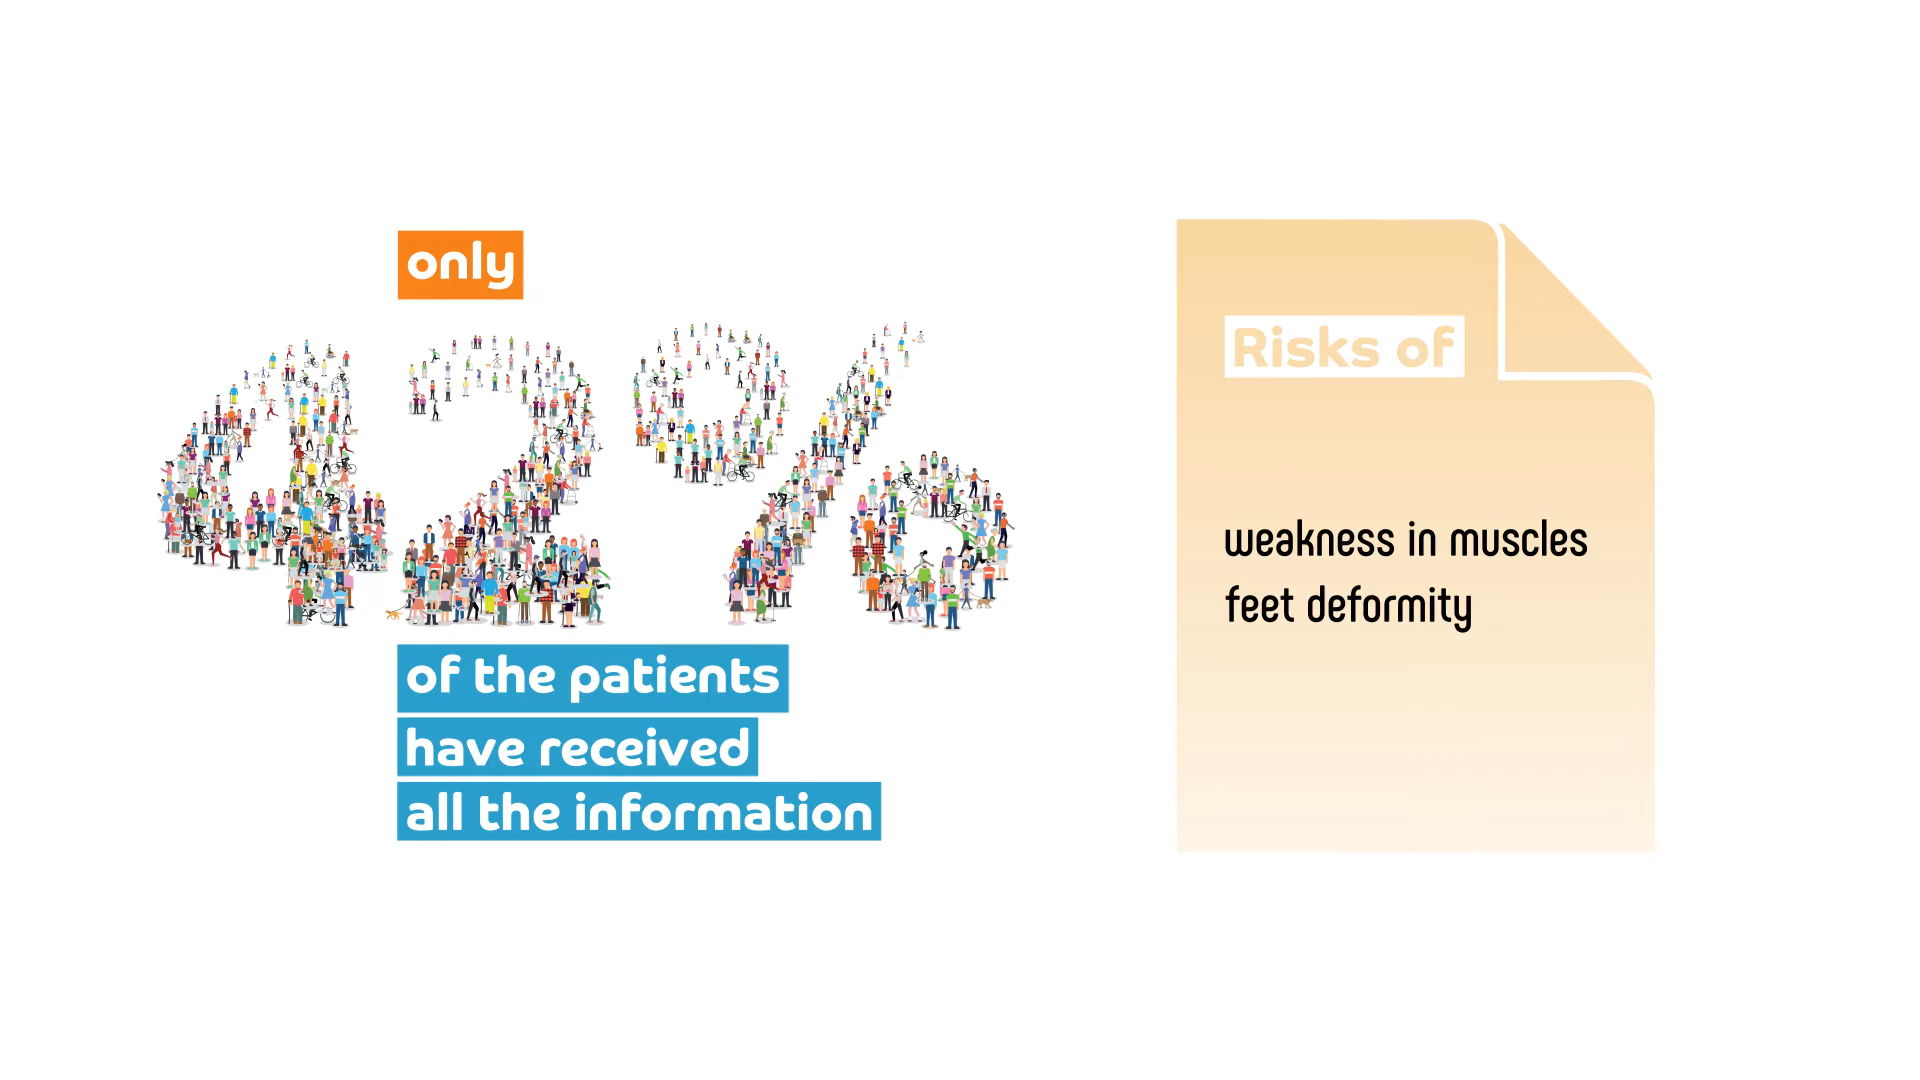 only
42%
of the patients
have received
all the information
Risks of
weakness in muscles
feet deformity